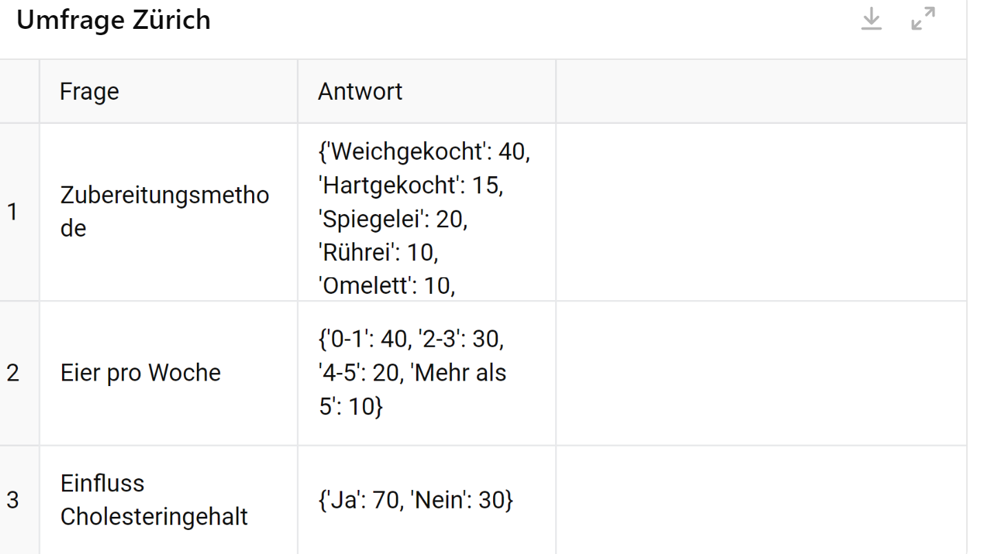 Umfrage Zürich
Frage
Antwort
1
Zubereitungsmetho
de
{'Weichgekocht': 40,
'Hartgekocht': 15,
'Spiegelei': 20,
'Rührei': 10,
'Omelett': 10,
2
Eier pro Woche
{'0-1': 40, '2-3': 30,
'4-5': 20, 'Mehr als
5': 10}
3
Einfluss
Cholesteringehalt
{'Ja': 70, 'Nein': 30}